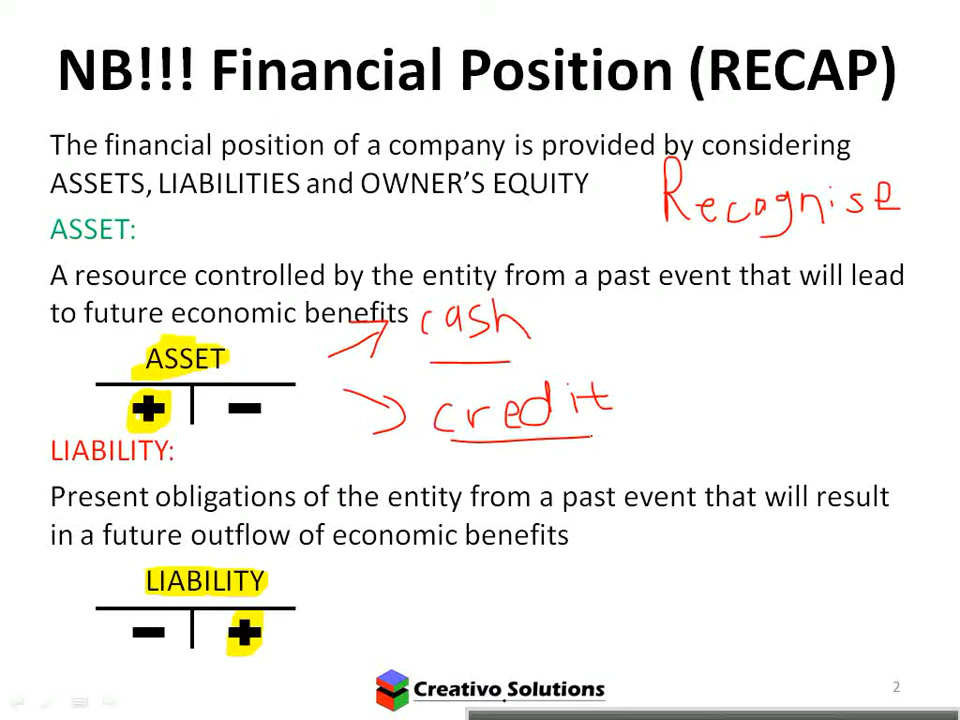 NB!!! Financial Position (RECAP)
The financial position of a company is provided by considering
ASSETS, LIABILITIES and OWNER'S EQUITY
Recognise
ASSET:
A resource controlled by the entity from a past event that will lead
to future economic benefits
cash
ASSET
+ −
credit
LIABILITY:
Present obligations of the entity from a past event that will result
in a future outflow of economic benefits
LIABILITY
− +
Creativo Solutions
2